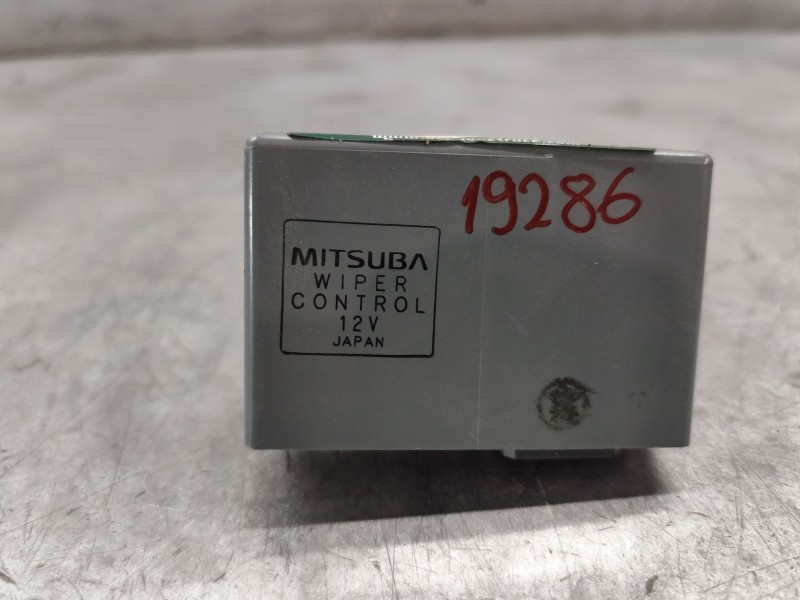 19286
MITSUBA
WIPER
CONTROL
12V
JAPAN